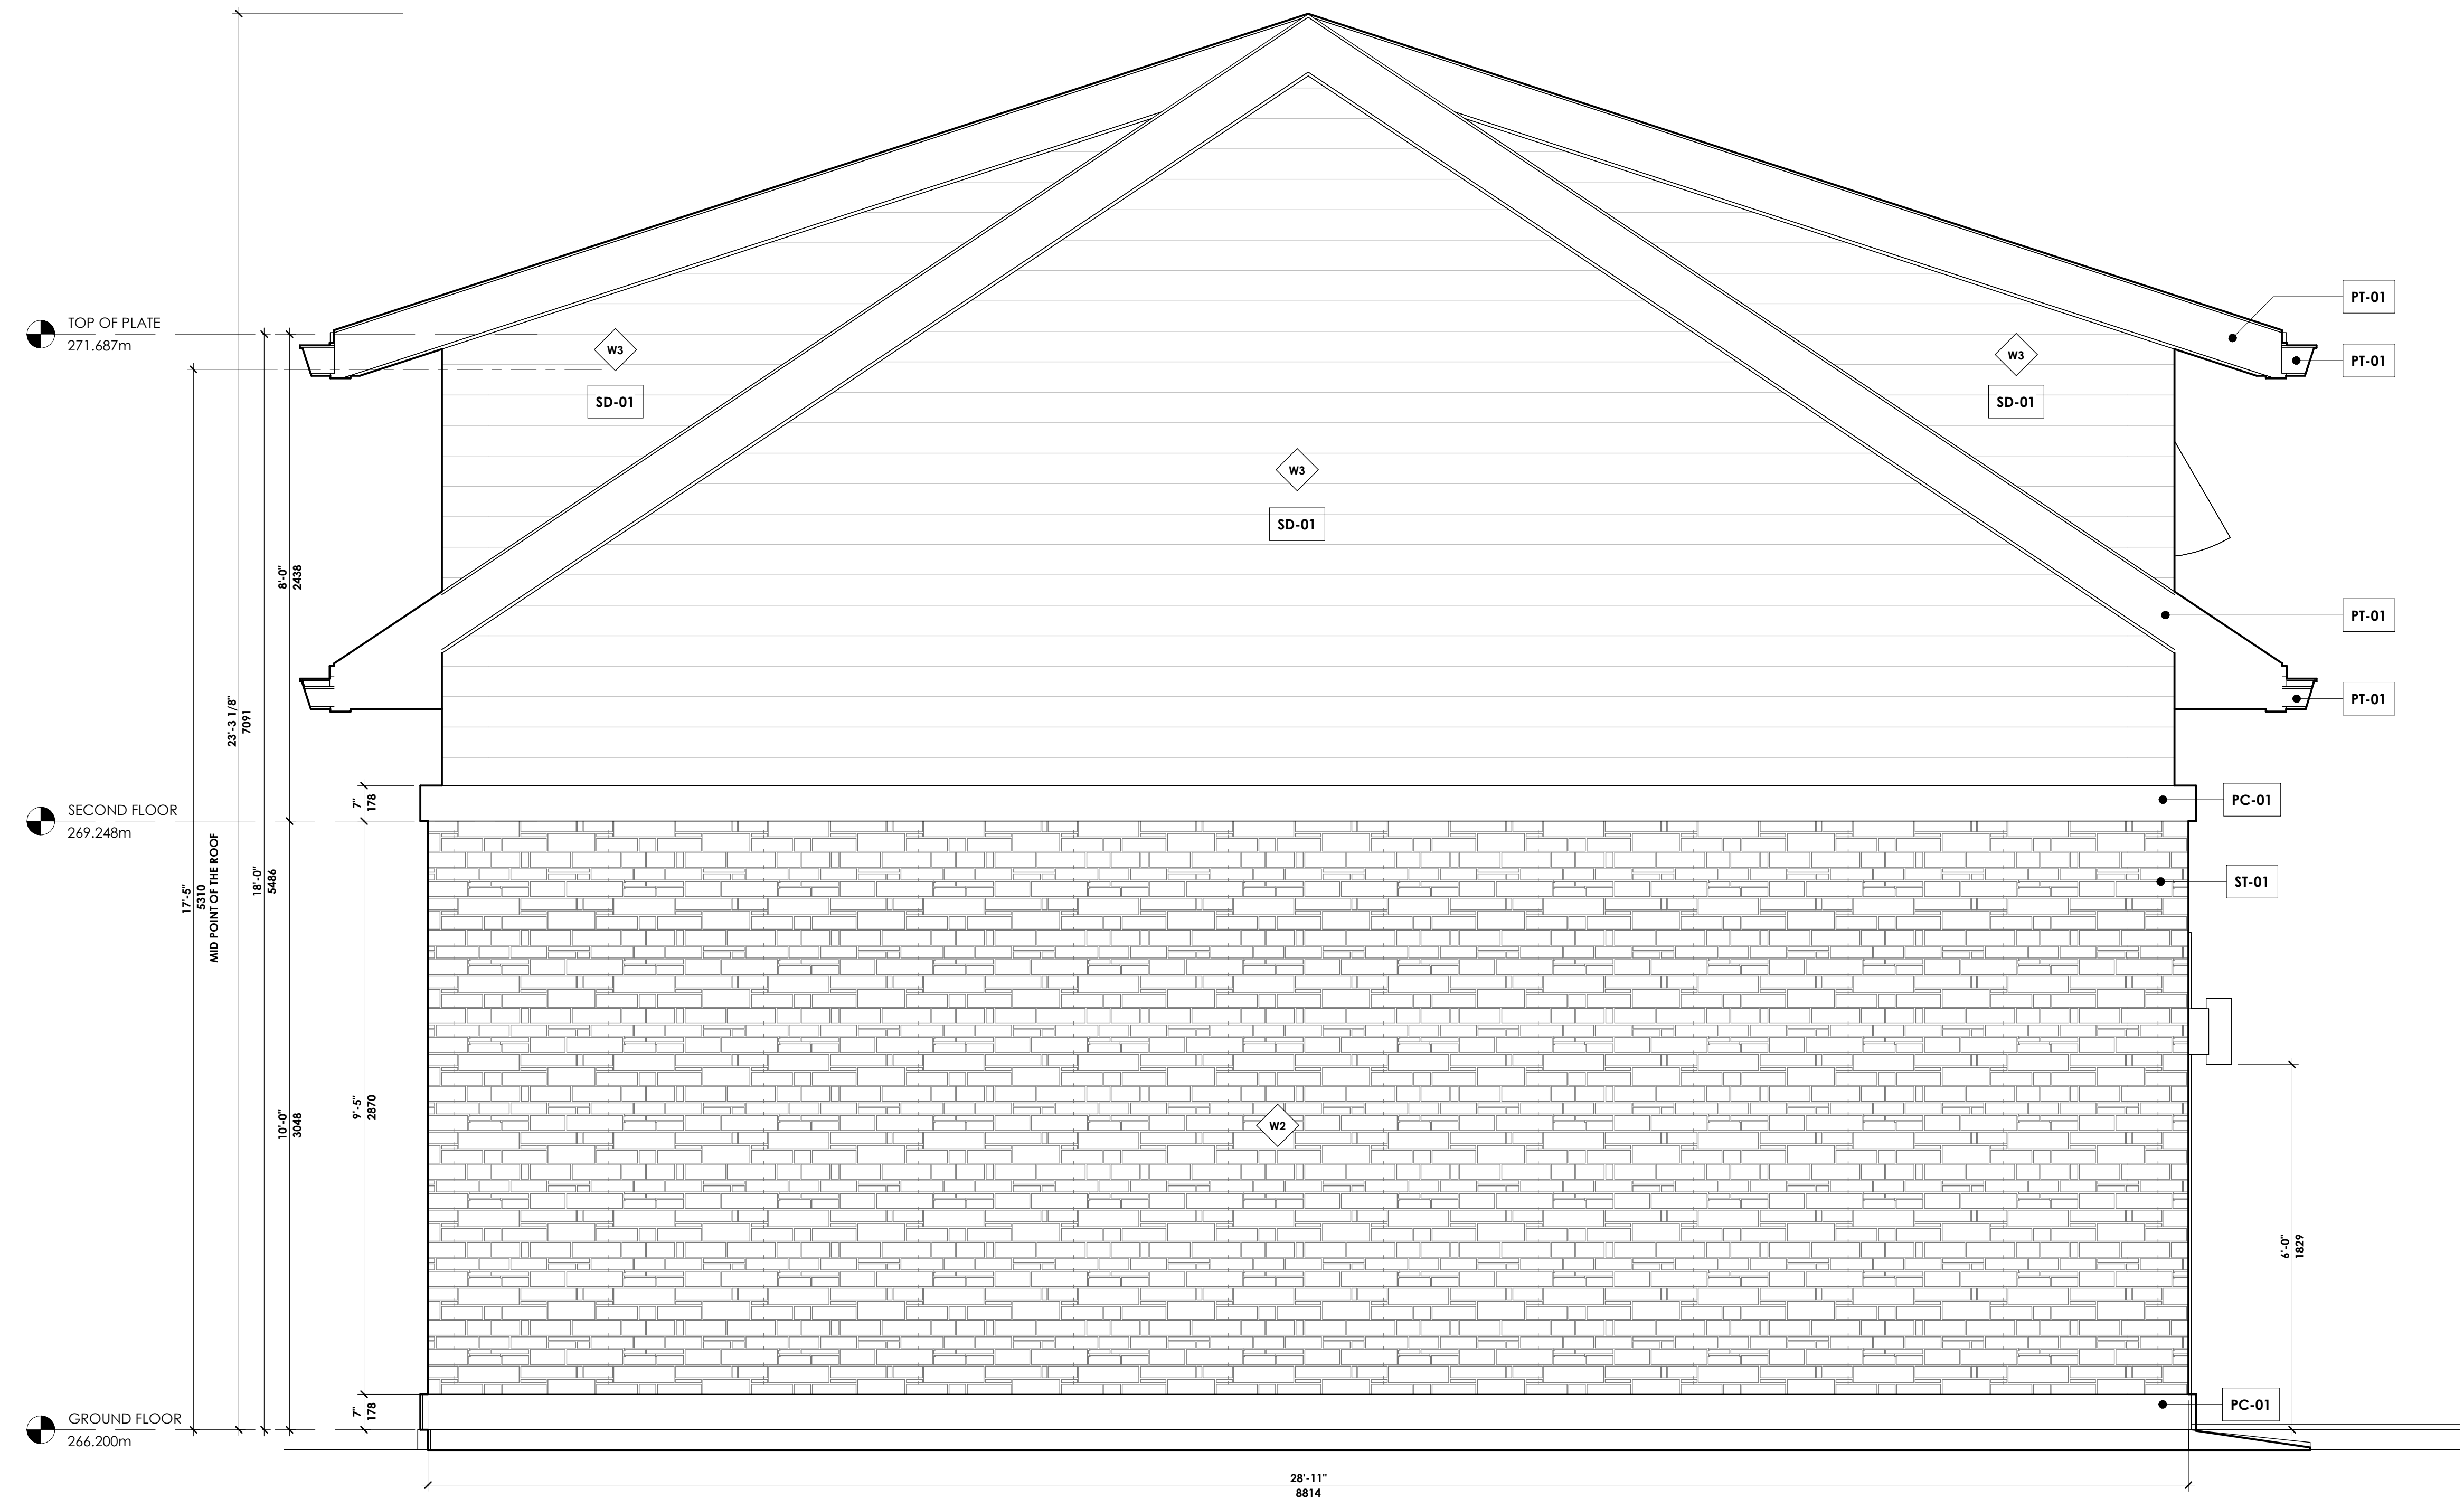 TOP OF PLATE
271.687m
W3
SD-01
W3
SD-01
W3
SD-01
PT-01
PT-01
PT-01
PT-01
8'-0"
2438
23'-3 1/8"
7091
SECOND FLOOR
269.248m
7"
178
PC-01
17'-5"
5310
MID POINT OF THE ROOF
18'-0"
5486
ST-01
10'-0"
3048
9'-5"
2870
W2
6'-0"
1829
GROUND FLOOR
266.200m
7"
178
PC-01
28'-11"
8814